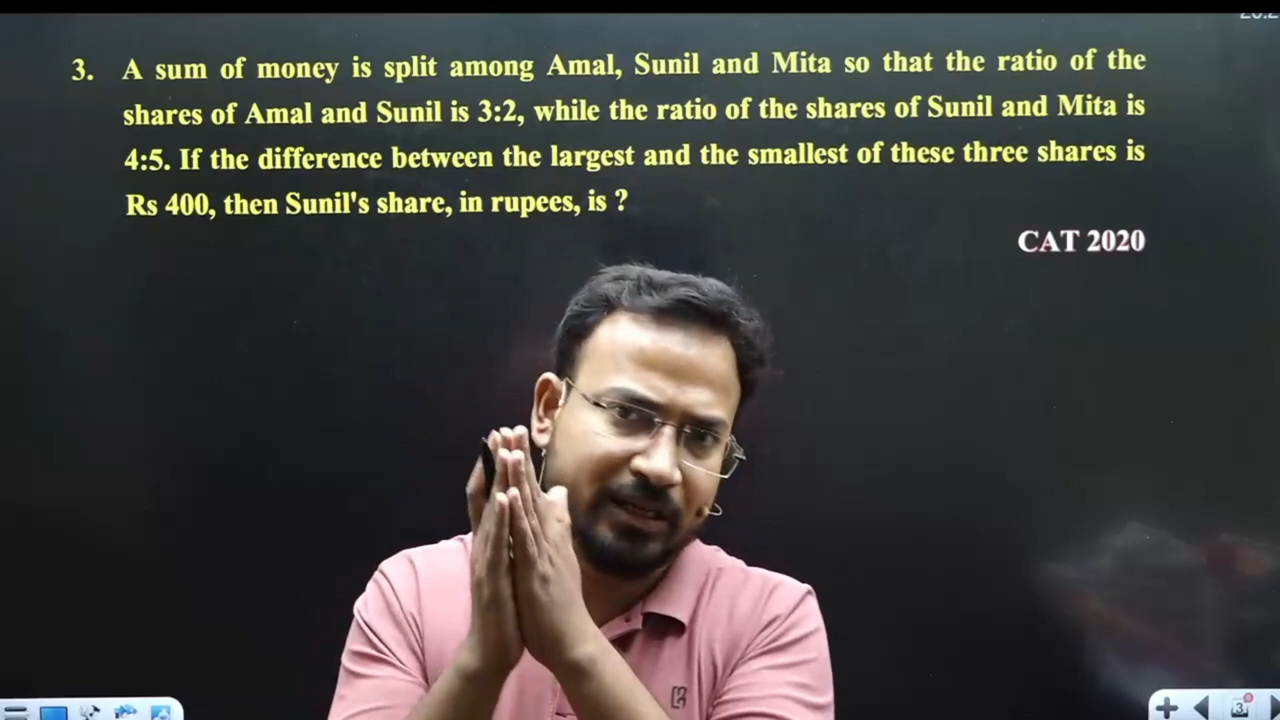 3. A sum of money is split among Amal, Sunil and Mita so that the ratio of the
shares of Amal and Sunil is 3:2, while the ratio of the shares of Sunil and Mita is
4:5. If the difference between the largest and the smallest of these three shares is
Rs 400, then Sunil's share, in rupees, is ?
CAT 2020
3